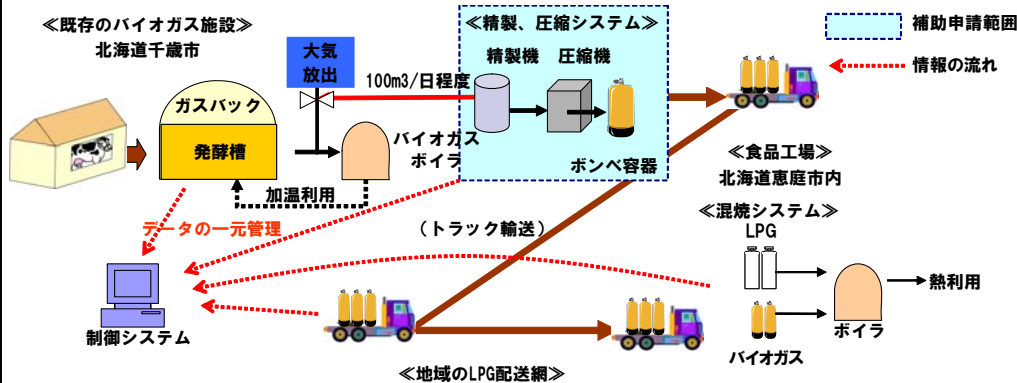 ≪既存のバイオガス施設≫
北海道千歳市
大気
放出
≪精製、圧縮システム≫
精製機
圧縮機
補助申請範囲
情報の流れ
100m3/日程度
ガスバック
発酵槽
バイオガス
ボイラ
ボンベ容器
加温利用
≪食品工場≫
北海道恵庭市内
データの一元管理
(トラック輸送)
≪混焼システム≫
LPG
熱利用
制御システム
バイオガス
ボイラ
≪地域のLPG配送網≫